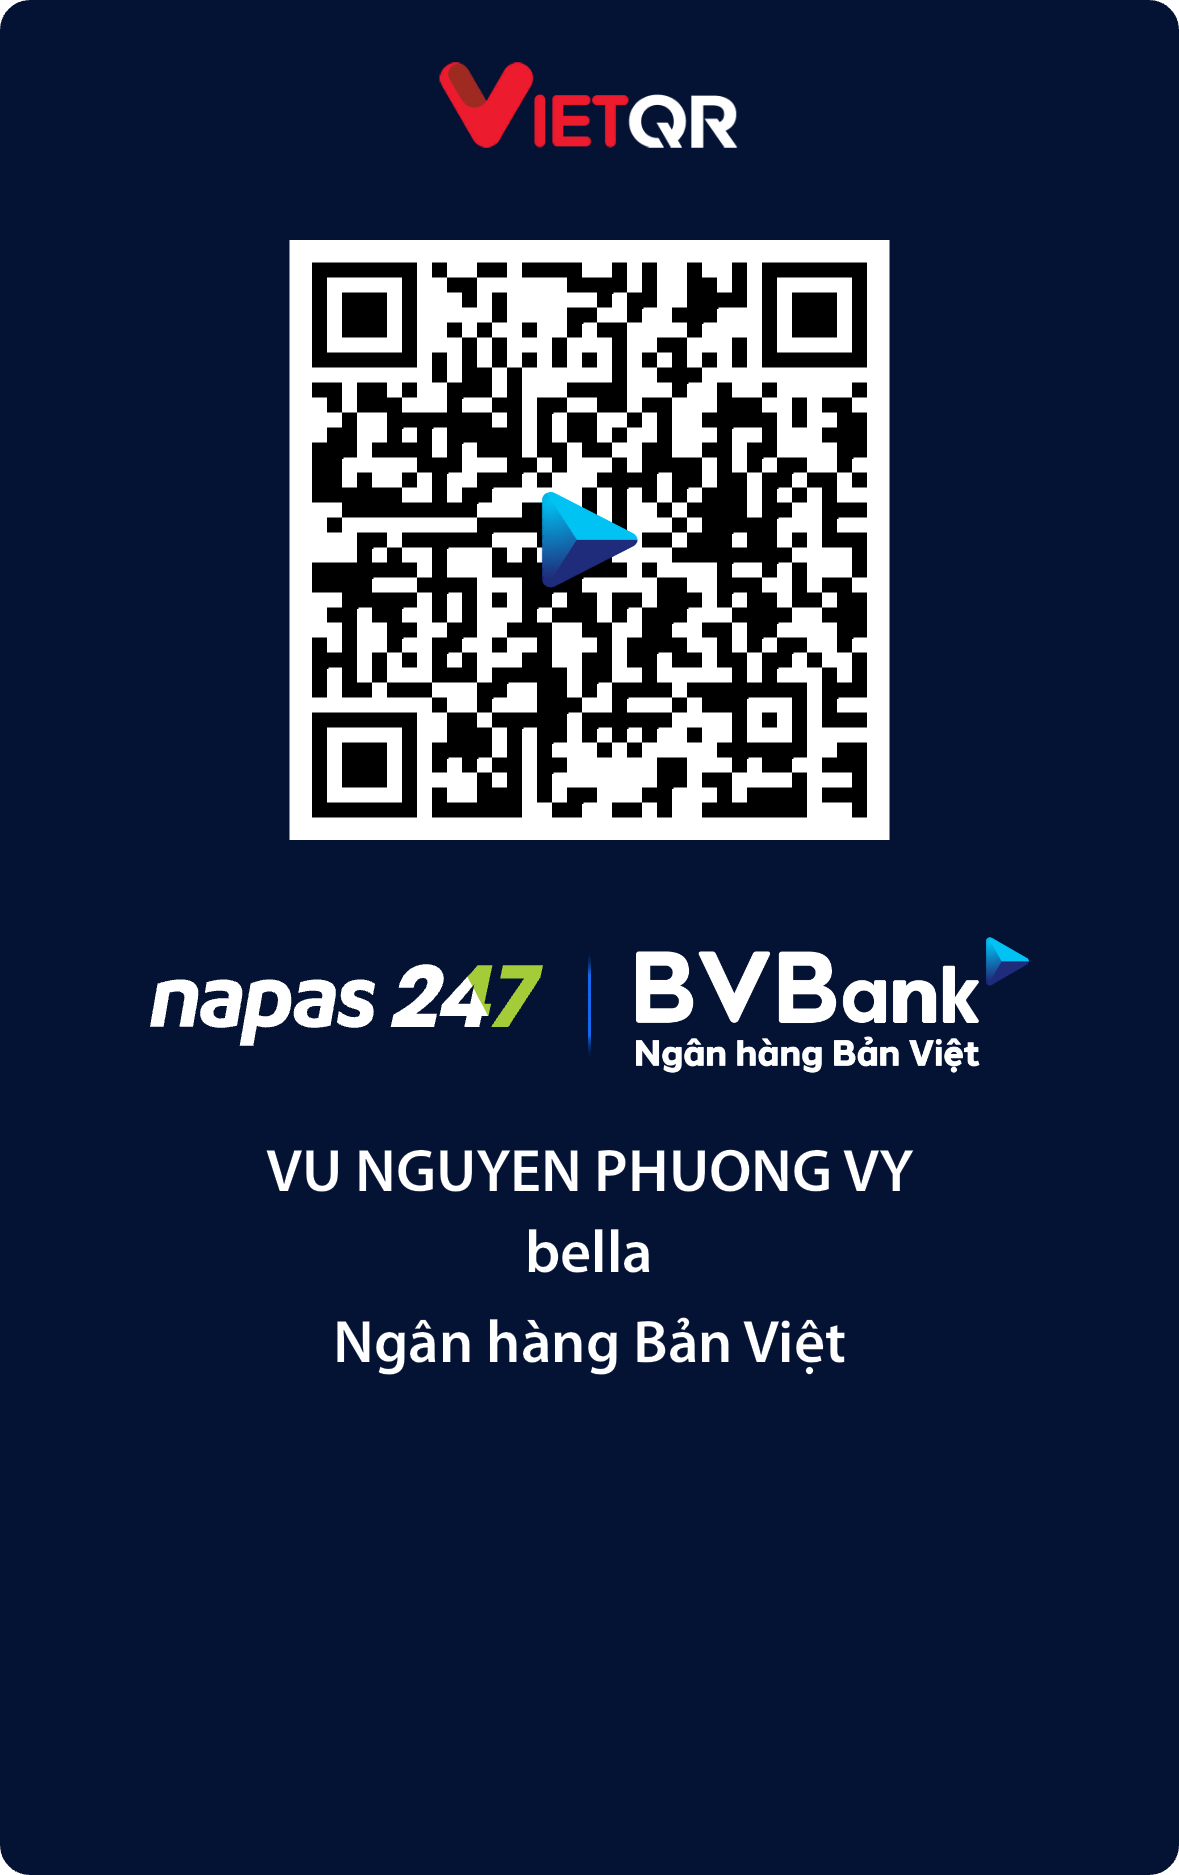 VIETQR
napas 247
BVBank
Ngân hàng Bản Việt
VU NGUYEN PHUONG VY
bella
Ngân hàng Bản Việt